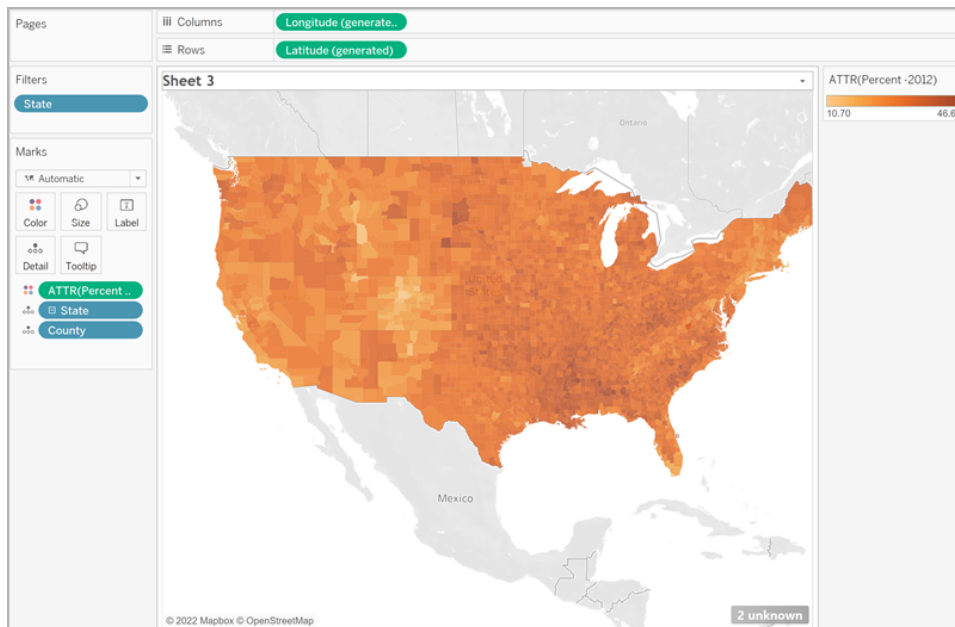 Pages
Columns
Longitude (generate..
Rows
Latitude (generated)
Filters
State
Marks
Automatic
Color
Size
Label
Detail
Tooltip
ATTR(Percent ..
State
County
Sheet 3
Ontario
Mexico
© 2022 Mapbox © OpenStreetMap
2 unknown
ATTR(Percent -2012)
10.70
46.6